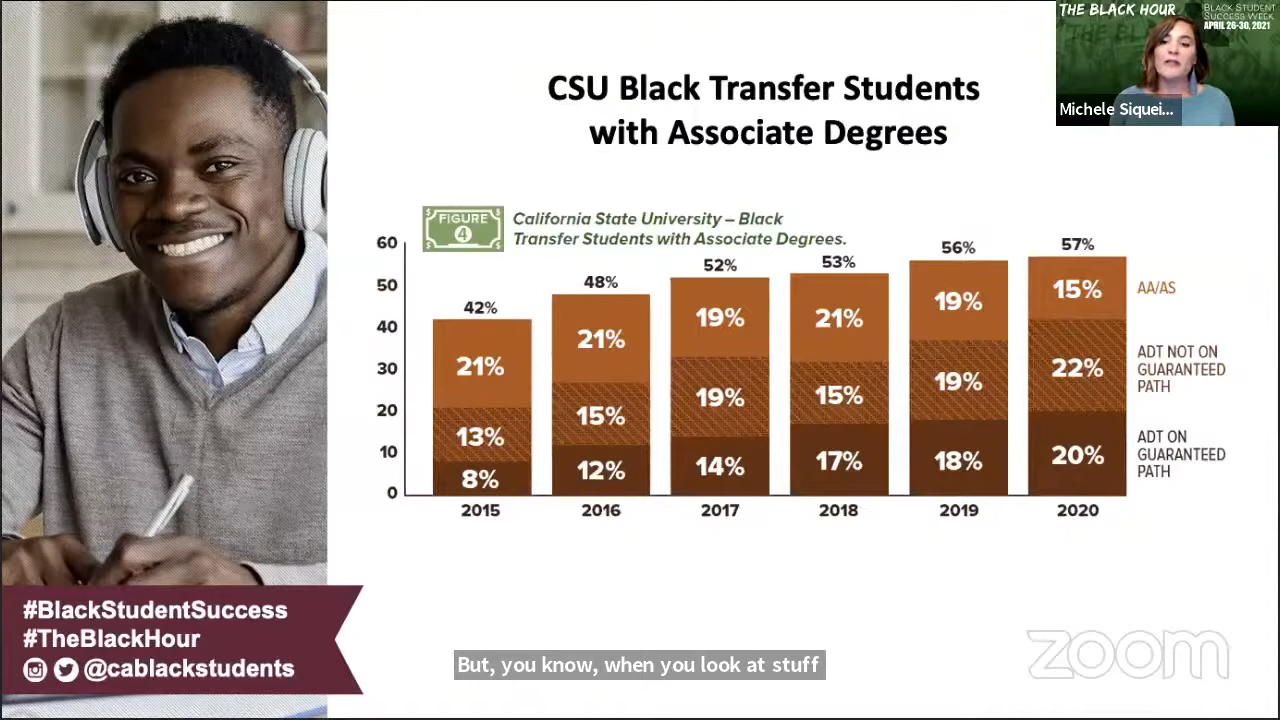 THE BLACK HOUR
BLACK STUDENT
SUCCESS WEEK
APRIL 26-30, 2021
Michele Siquei...
CSU Black Transfer Students
with Associate Degrees
FIGURE
4
California State University – Black
Transfer Students with Associate Degrees.
60
50
40
30
20
10
0
42%
48%
52%
53%
56%
57%
21%
21%
19%
21%
19%
15%
13%
15%
19%
15%
19%
22%
8%
12%
14%
17%
18%
20%
2015
2016
2017
2018
2019
2020
AA/AS
ADT NOT ON
GUARANTEED
PATH
ADT ON
GUARANTEED
PATH
#BlackStudentSuccess
#TheBlackHour
@cablackstudents
But, you know, when you look at stuff
zoom